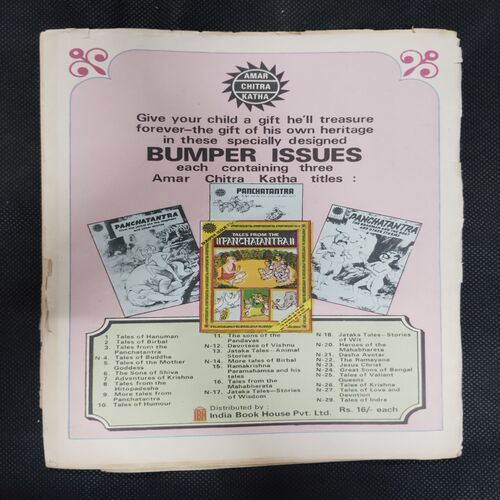 AMAR
CHITRA
KATHA
Give your child a gift he'll treasure
forever—the gift of his own heritage
in these specially designed
BUMPER ISSUES
each containing three
Amar Chitra Katha titles :
PANCHATANTRA
PANCHATANTRA
PANCHATANTRA
TALES FROM THE
PANCHATANTRA
1. Tales of Hanuman
2. Tales of Birbal
3. Tales from the
Panchatantra
N-4. Tales of Buddha
5. Tales of the Mother
Goddess
6. The Sons of Shiva
7. Adventures of Krishna
8. Tales from the
Hitopadesha
9. More tales from
Panchatantra
10. Tales of Humour
11. The sons of the
Pandavas
N-12. Devotees of Vishnu
13. Jataka Tales—Animal
Stories
N-14. More tales of Birbal
15. Ramakrishna
Paramahamsa and his
tales
16. Tales from the
Mahabharata
N-17. Jataka Tales—Stories
of Wisdom
N-18. Jataka Tales—Stories
of Wit
N-20. Heroes of the
Mahabharata
N-21. Dasha Avatar
N-22. The Ramayana
N-23. Jesus Christ
N-24. Great Sons of Bengal
N-25. Tales of Valiant
Queens
N-26. Tales of Krishna
N-27. Tales of Love and
Devotion
N-29. Tales of Indra
Distributed by :
IBH India Book House Pvt. Ltd.
Rs. 16/- each